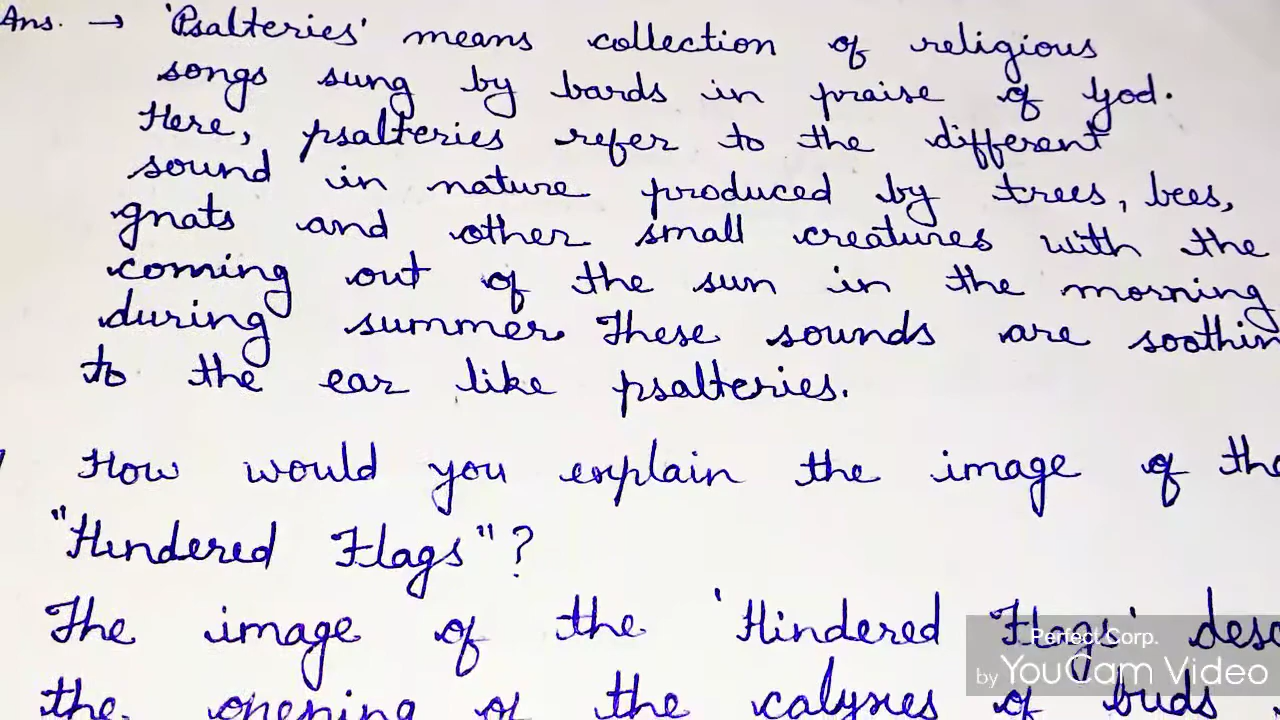 Ans. → 'Psalteries' means collection of religious
songs sung by bards in praise of God.
Here, psalteries refer to the different
sound in nature produced by trees, bees,
gnats and other small creatures with the
coming out of the sun in the morning
during summer. These sounds are soothin
to the ear like psalteries.
How would you explain the image of the
"Hindered Flags"?
The image of the 'Hindered Flags' desc
the opening of the calyxes of buds
Perfect Corp.
by YouCam Video